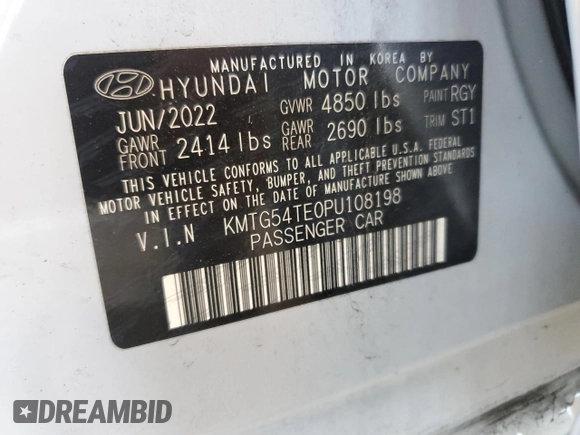 MANUFACTURED IN KOREA BY
HYUNDAI MOTOR COMPANY
JUN/2022 GVWR 4850 lbs PAINT RGY
GAWR FRONT 2414 lbs GAWR REAR 2690 lbs TRIM ST1
THIS VEHICLE CONFORMS TO ALL APPLICABLE U.S.A. FEDERAL
MOTOR VEHICLE SAFETY, BUMPER, AND THEFT PREVENTION STANDARDS
IN EFFECT ON THE DATE OF MANUFACTURE SHOWN ABOVE.
V.I.N KMTG54TE0PU108198
PASSENGER CAR
DREAMBID